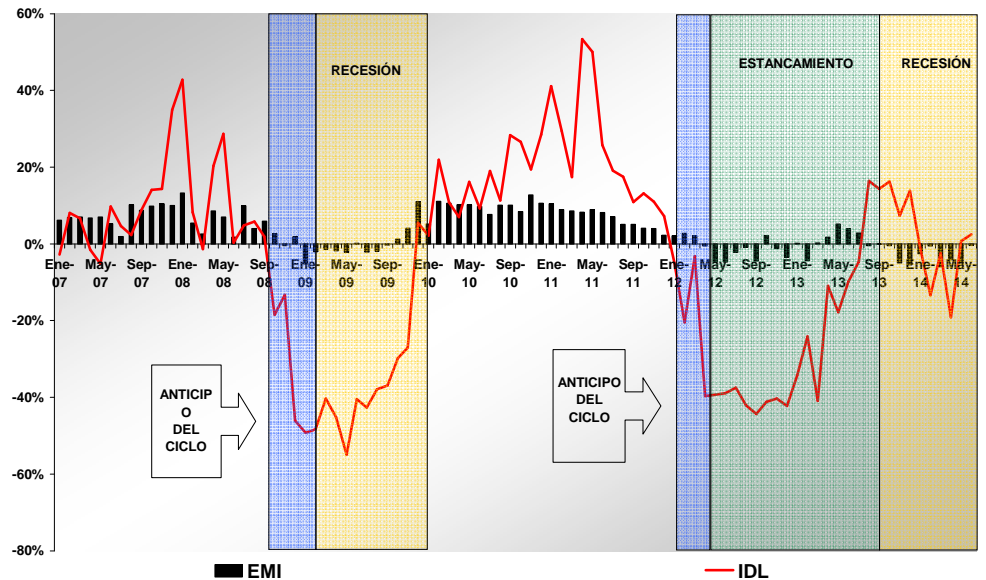 60%
40%
20%
0%
-20%
-40%
-60%
-80%
RECESIÓN
ESTANCAMIENTO
RECESIÓN
Ene-
07
May-
07
Sep-
07
Ene-
08
May-
08
Sep-
08
Ene-
09
May-
09
Sep-
09
Ene-
10
May-
10
Sep-
10
Ene-
11
May-
11
Sep-
11
Ene-
12
May-
12
Sep-
12
Ene-
13
May-
13
Sep-
13
Ene-
14
May-
14
ANTICIP
O
DEL
CICLO
ANTICIPO
DEL
CICLO
EMI
IDL